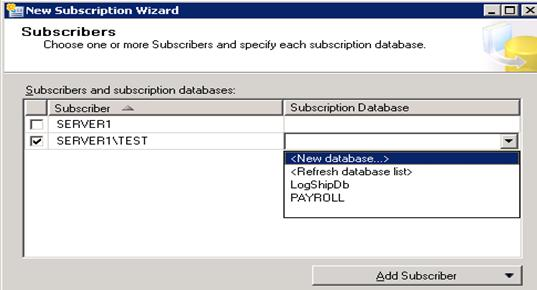 New Subscription Wizard
Subscribers
Choose one or more Subscribers and specify each subscription database.
Subscribers and subscription databases:
Subscriber Subscription Database
SERVER1
SERVER1\TEST
<New database...>
<Refresh database list>
LogShipDb
PAYROLL
Add Subscriber